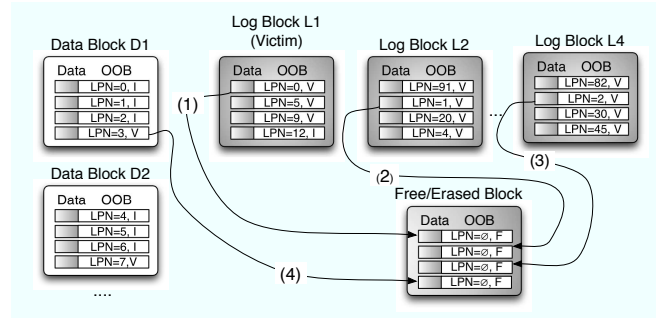 Data Block D1
Data OOB
LPN=0, I
LPN=1, I
LPN=2, I
LPN=3, V
Data Block D2
Data OOB
LPN=4, I
LPN=5, I
LPN=6, I
LPN=7,V
....
(1)
Log Block L1
(Victim)
Data OOB
LPN=0, V
LPN=5, V
LPN=9, V
LPN=12, I
Log Block L2
Data OOB
LPN=91, V
LPN=1, V
LPN=20, V
LPN=4, V
...
Log Block L4
Data OOB
LPN=82, V
LPN=2, V
LPN=30, V
LPN=45, V
(2)
(3)
(4)
Free/Erased Block
Data OOB
LPN=∅, F
LPN=∅, F
LPN=∅, F
LPN=∅, F